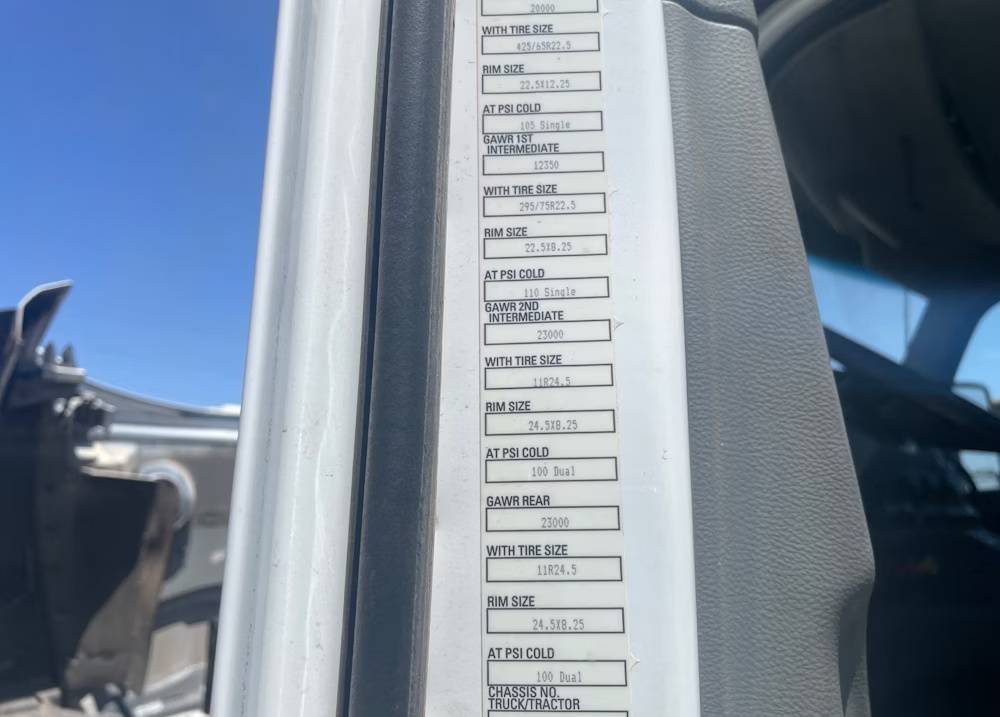 20000
WITH TIRE SIZE
425/65R22.5
RIM SIZE
22.5X12.25
AT PSI COLD
105 Single
GAWR 1ST
INTERMEDIATE
12350
WITH TIRE SIZE
295/75R22.5
RIM SIZE
22.5X8.25
AT PSI COLD
110 Single
GAWR 2ND
INTERMEDIATE
23000
WITH TIRE SIZE
11R24.5
RIM SIZE
24.5X8.25
AT PSI COLD
100 Dual
GAWR REAR
23000
WITH TIRE SIZE
11R24.5
RIM SIZE
24.5X8.25
AT PSI COLD
100 Dual
CHASSIS NO.
TRUCK/TRACTOR